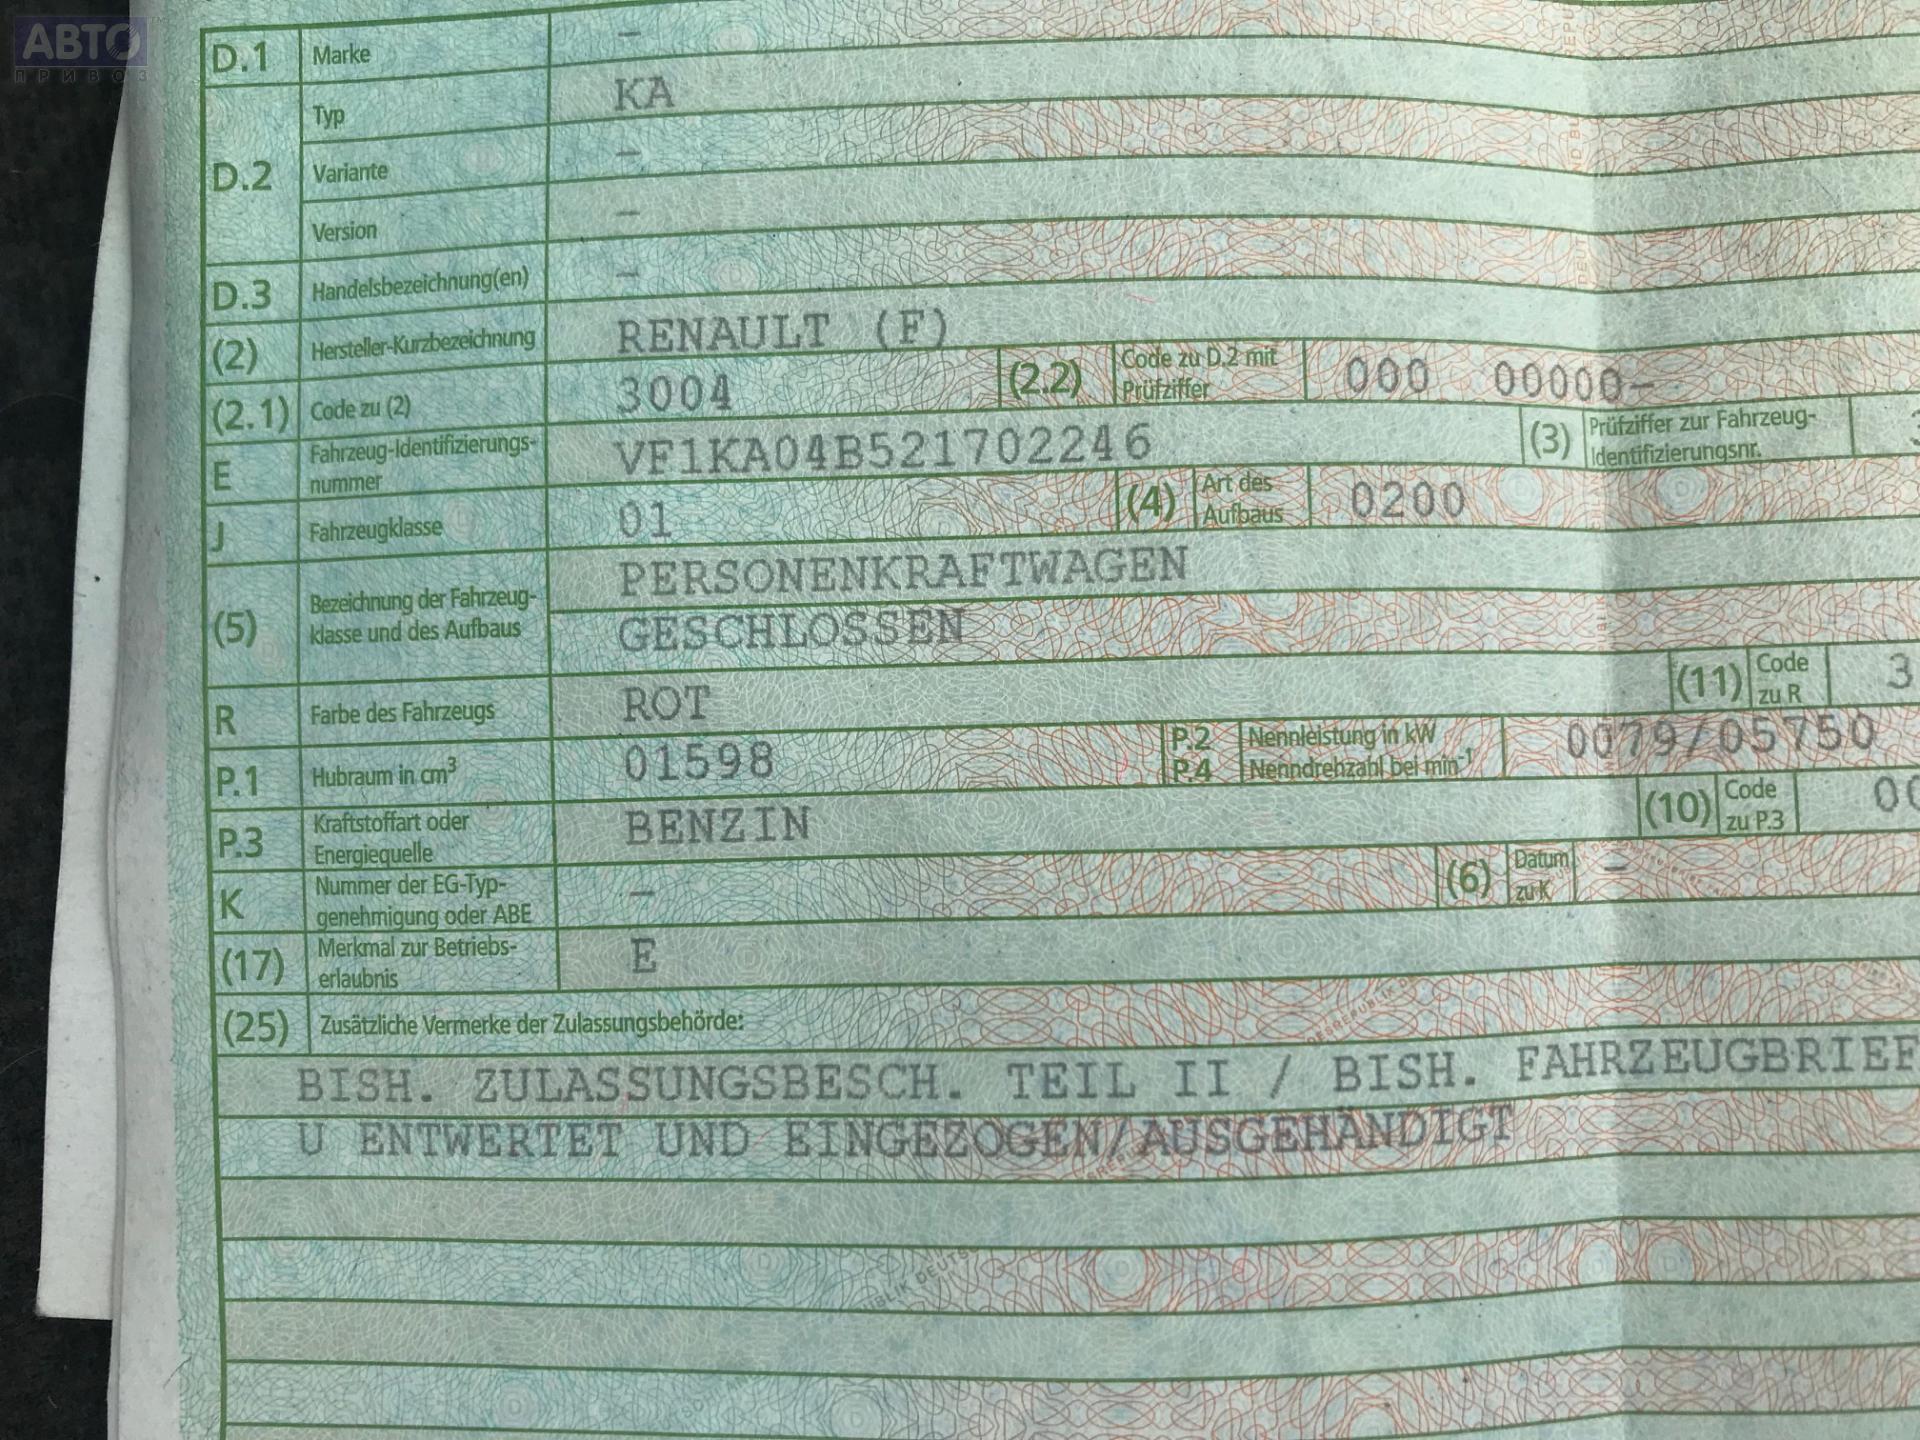 АВТО
ПРИВОЗ
D.1 Marke –
D.2 Typ KA
Variante –
Version –
D.3 Handelsbezeichnung(en) –
(2) Hersteller-Kurzbezeichnung RENAULT (F)
(2.1) Code zu (2) 3004 (2.2) Code zu D.2 mit Prüfziffer 000 00000–
E Fahrzeug-Identifizierungs-nummer VF1KA04B521702246 (3) Prüfziffer zur Fahrzeug-Identifizierungsnr.
J Fahrzeugklasse 01 (4) Art des Aufbaus 0200
(5) Bezeichnung der Fahrzeug-klasse und des Aufbaus PERSONENKRAFTWAGEN
GESCHLOSSEN
R Farbe des Fahrzeugs ROT (11) Code zu R 3
P.1 Hubraum in cm³ 01598 P.2 P.4 Nennleistung in kW Nenndrehzahl bei min⁻¹ 0079/05750
P.3 Kraftstoffart oder Energiequelle BENZIN (10) Code zu P.3 00
K Nummer der EG-Typ-genehmigung oder ABE – (6) Datum zu K –
(17) Merkmal zur Betriebs-erlaubnis E
(25) Zusätzliche Vermerke der Zulassungsbehörde:
BISH. ZULASSUNGSBESCH. TEIL II / BISH. FAHRZEUGBRIEF
U ENTWERTET UND EINGEZOGEN/AUSGEHÄNDIGT